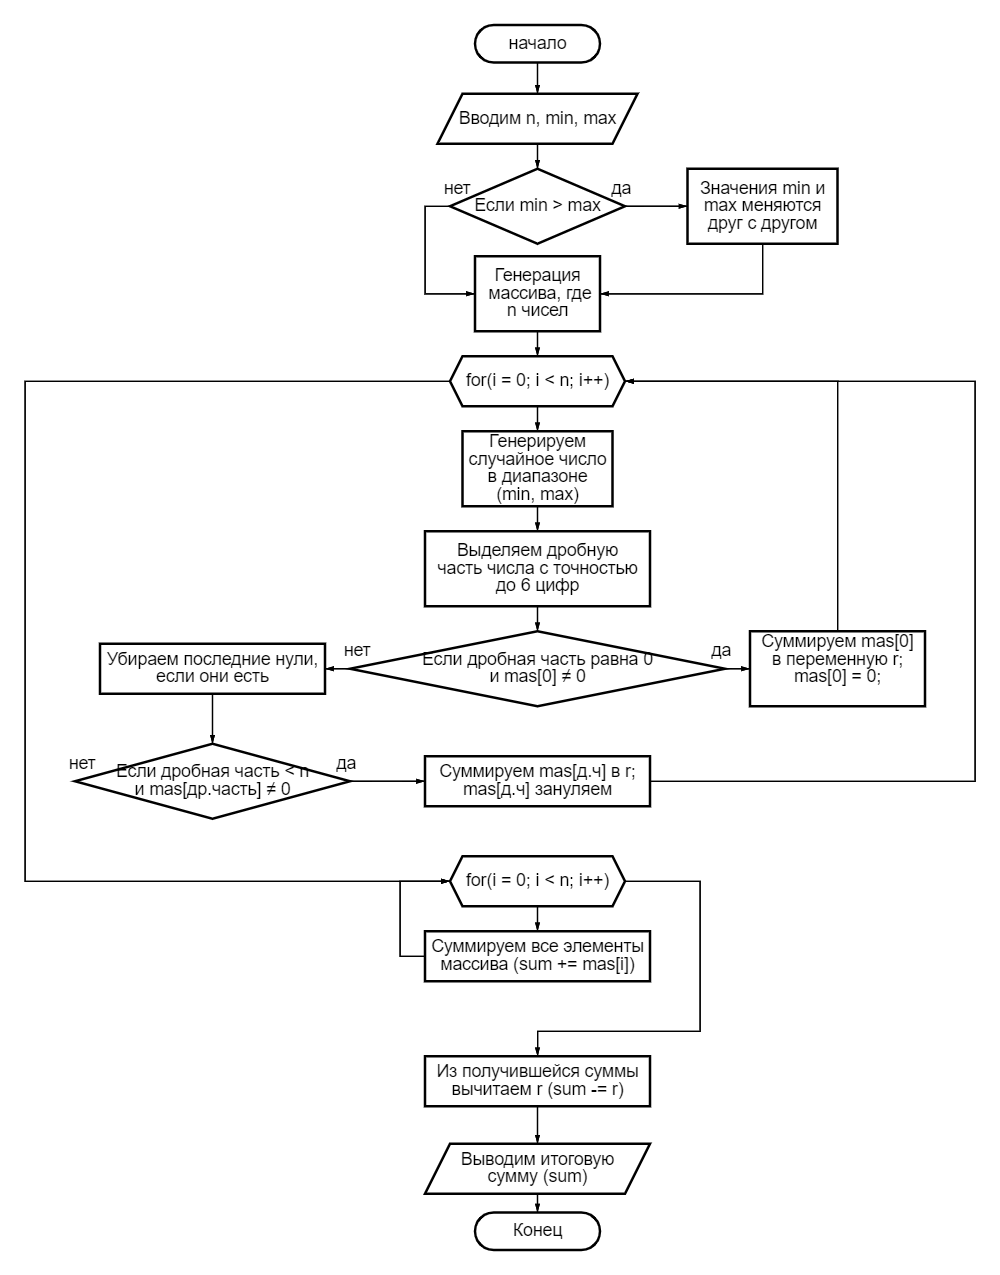 начало
Вводим n, min, max
нет
да
Если min > max
Значения min и
max меняются
друг с другом
Генерация
массива, где
n чисел
for(i = 0; i < n; i++)
Генерируем
случайное число
в диапазоне
(min, max)
Выделяем дробную
часть числа с точностью
до 6 цифр
нет
да
Если дробная часть равна 0
и mas[0] ≠ 0
Суммируем mas[0]
в переменную r;
mas[0] = 0;
Убираем последние нули,
если они есть
нет
да
Если дробная часть < n
и mas[др.часть] ≠ 0
Суммируем mas[д.ч] в r;
mas[д.ч] зануляем
for(i = 0; i < n; i++)
Суммируем все элементы
массива (sum += mas[i])
Из получившейся суммы
вычитаем r (sum -= r)
Выводим итоговую
сумму (sum)
Конец